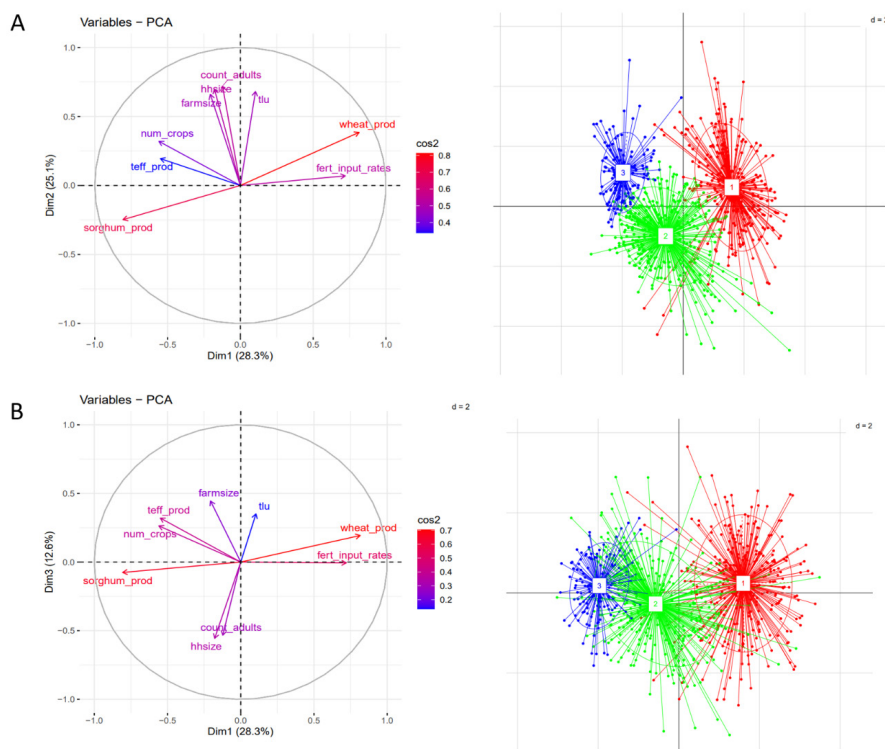 A
Variables − PCA
1.0
0.5
0.0
-0.5
-1.0
Dim2 (25.1%)
count_adults
hhsize
farmsize
tlu
wheat_prod
num_crops
teff_prod
fert_input_rates
sorghum_prod
-1.0 -0.5 0.0 0.5 1.0
Dim1 (28.3%)
cos2
0.8
0.7
0.6
0.5
0.4
3
1
2
B
Variables − PCA
1.0
0.5
0.0
-0.5
-1.0
Dim3 (12.6%)
farmsize
tlu
teff_prod
num_crops
wheat_prod
fert_input_rates
sorghum_prod
count_adults
hhsize
-1.0 -0.5 0.0 0.5 1.0
Dim1 (28.3%)
cos2
0.7
0.6
0.5
0.4
0.3
0.2
d = 2
d = 2
3
2
1